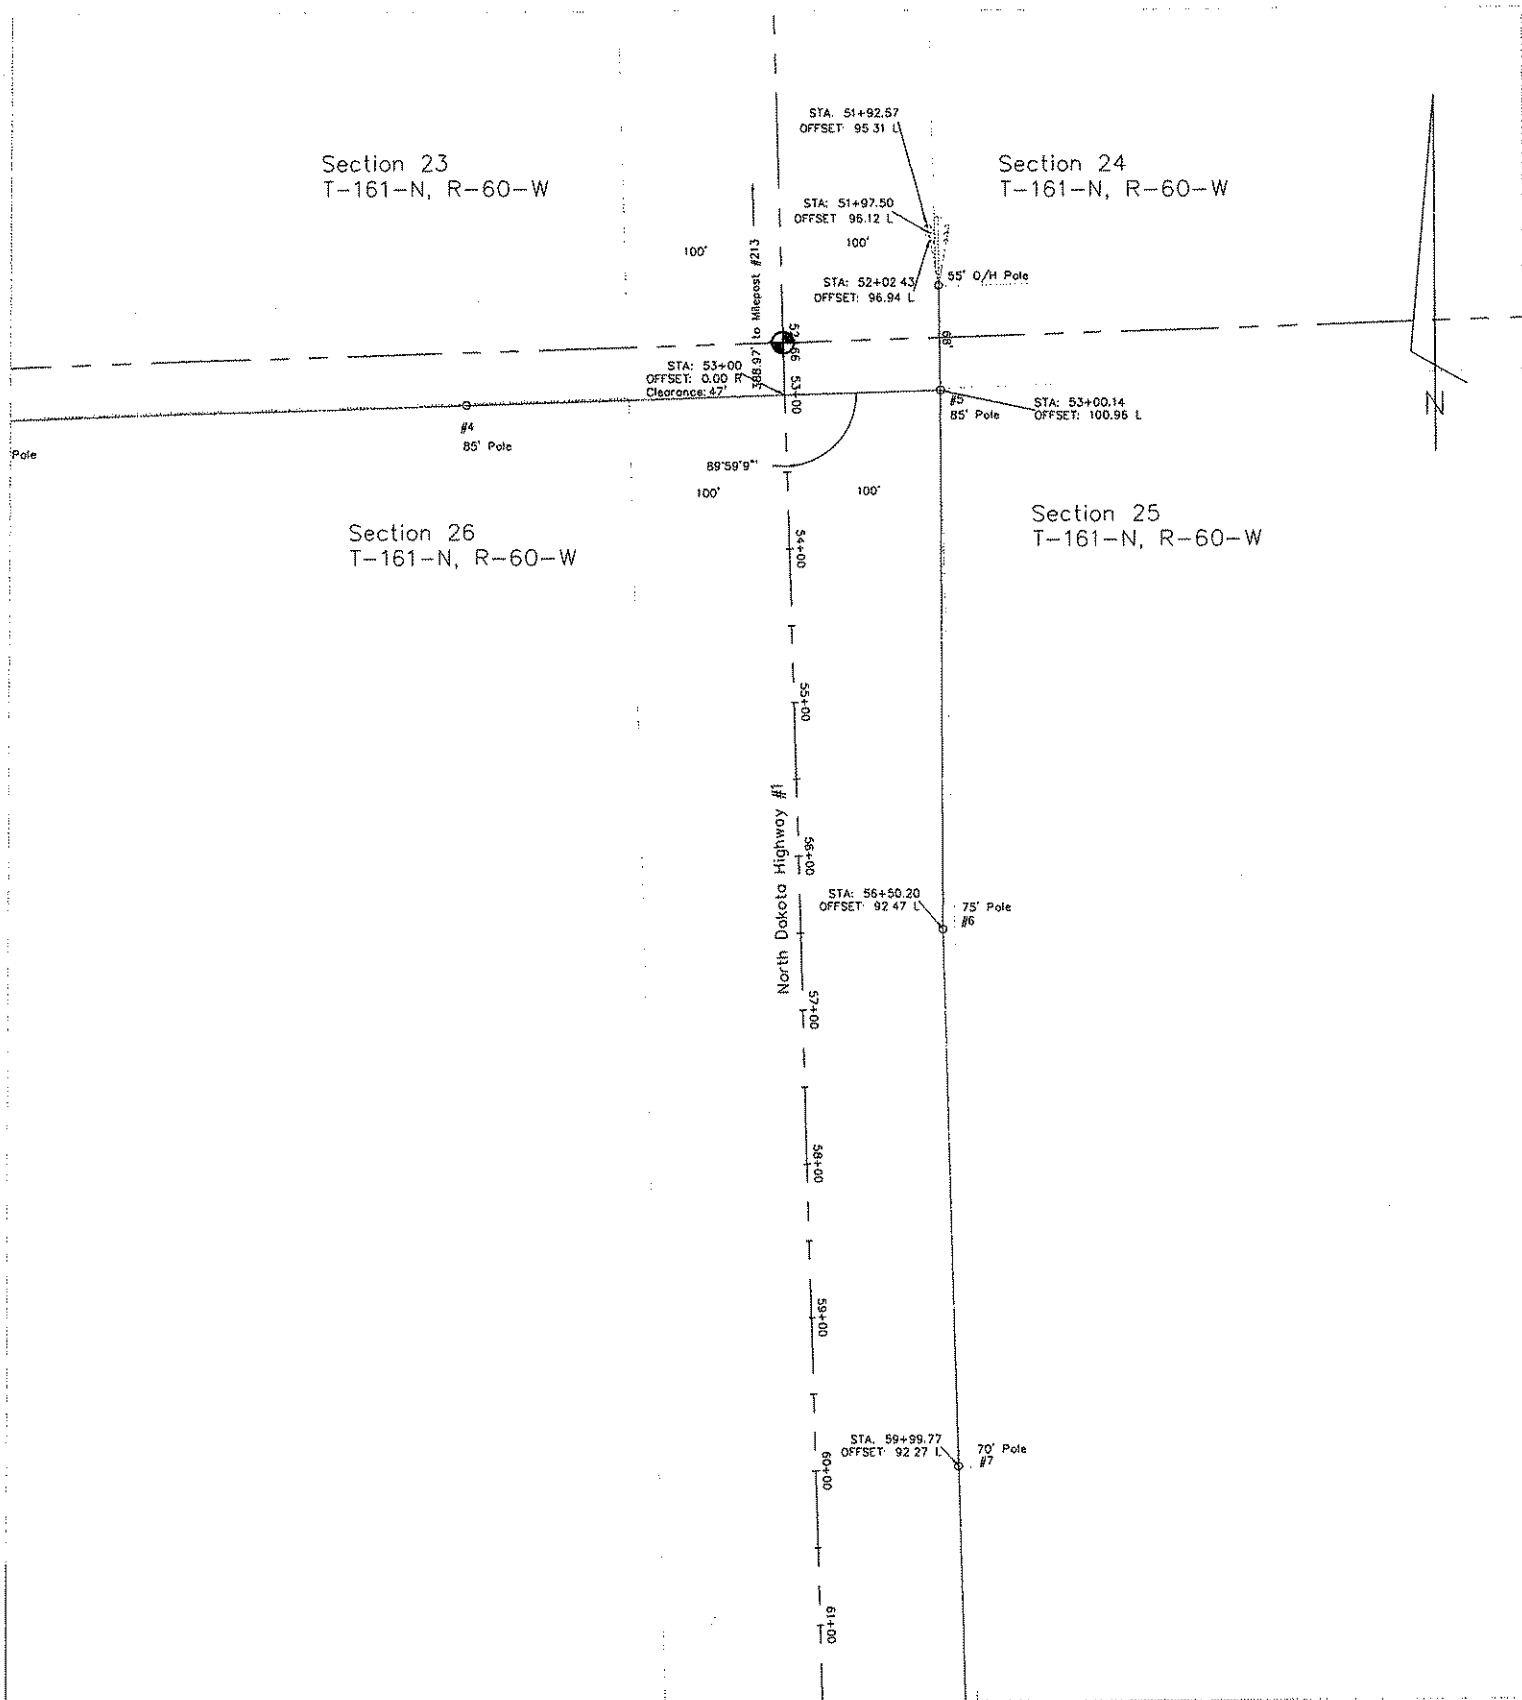 STA. 51+92.57
OFFSET: 95 31 L
Section 23
T-161-N, R-60-W
Section 24
T-161-N, R-60-W
STA: 51+97.50
OFFSET 96.12 L
100'
100'
388.97' to Milepost #213
STA: 52+02 43
OFFSET: 96.94 L
55' O/H Pole
68'
STA: 53+00
OFFSET: 0.00 R
Clearance: 47'
53+00
#5
85' Pole
STA: 53+00.14
OFFSET: 100.96 L
#4
85' Pole
Pole
89°59'9"
100'
100'
Section 26
T-161-N, R-60-W
Section 25
T-161-N, R-60-W
N
54+00
55+00
North Dakota Highway #1
56+00
STA: 56+50.20
OFFSET: 92 47 L
75' Pole
#6
57+00
58+00
59+00
STA. 59+99.77
OFFSET: 92 27 L
70' Pole
#7
60+00
61+00